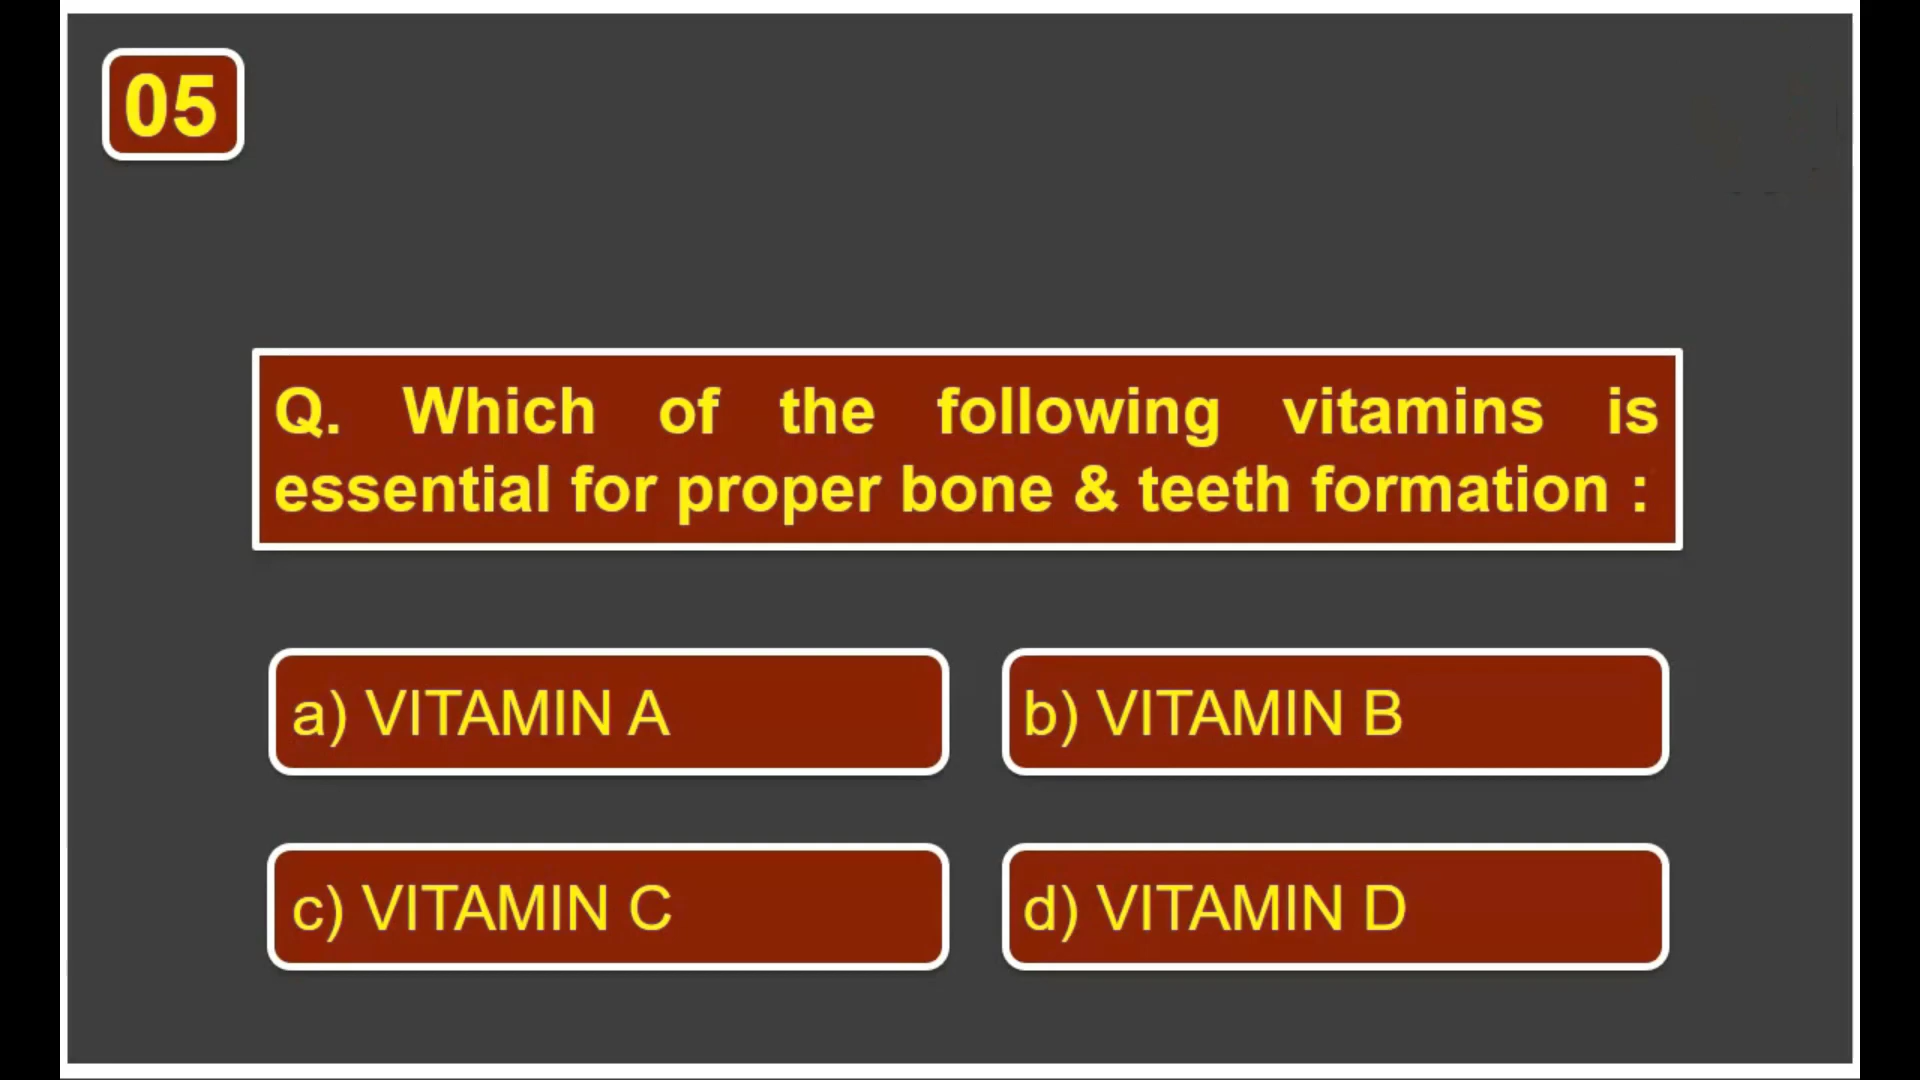 05
Q. Which of the following vitamins is
essential for proper bone & teeth formation :
a) VITAMIN A
b) VITAMIN B
c) VITAMIN C
d) VITAMIN D